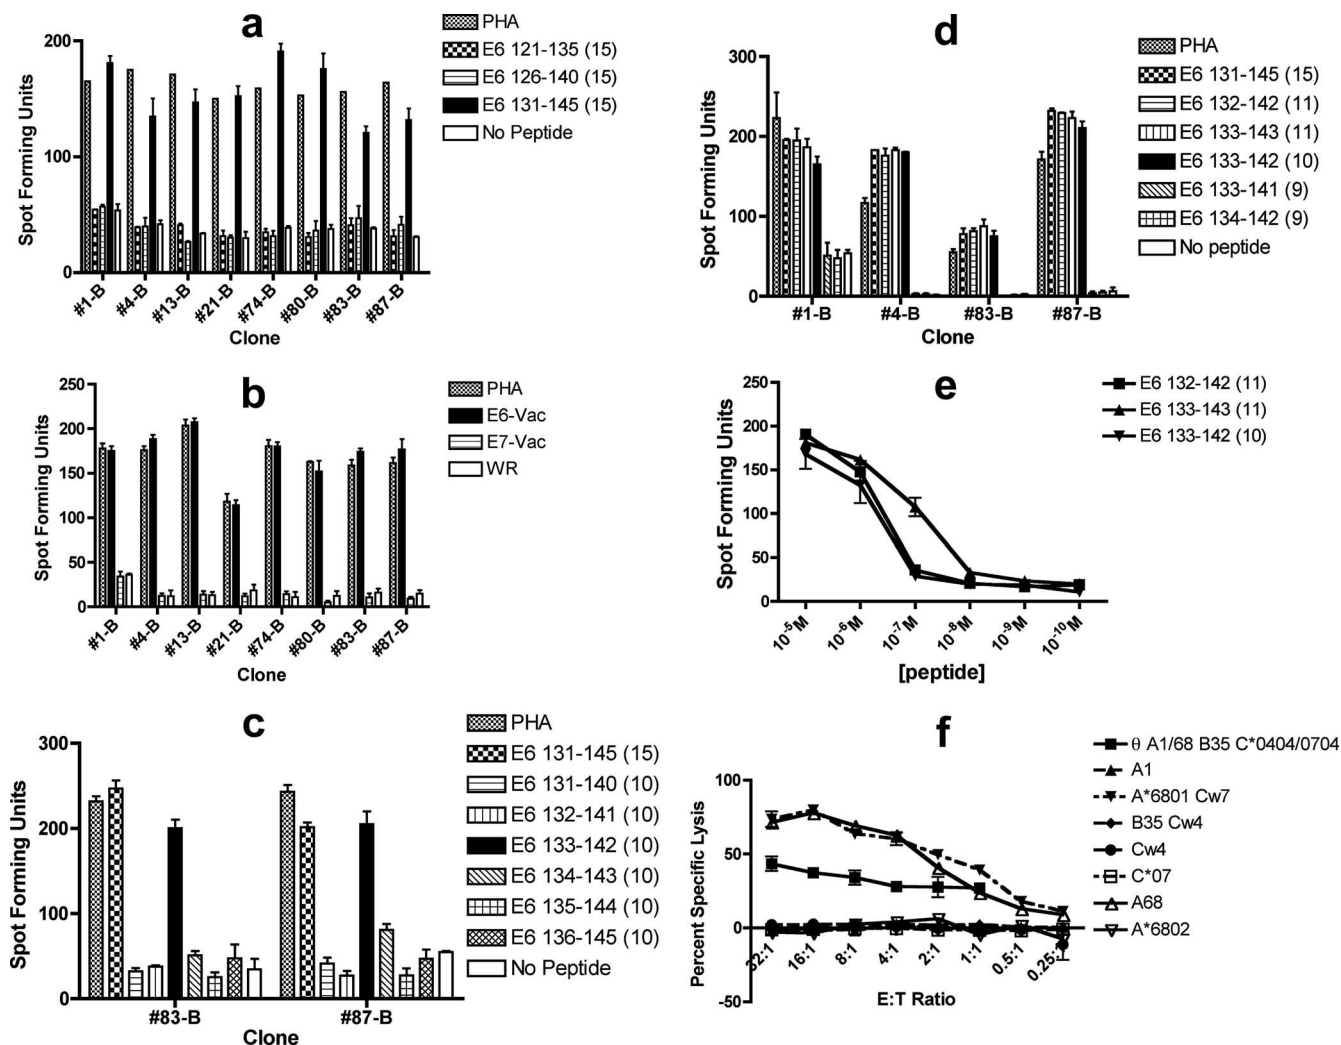 a
PHA
E6 121-135 (15)
E6 126-140 (15)
E6 131-145 (15)
No Peptide
Spot Forming Units
200
100
0
#1-B
#4-B
#13-B
#21-B
#74-B
#80-B
#83-B
#87-B
Clone
b
PHA
E6-Vac
E7-Vac
WR
Spot Forming Units
250
200
150
100
50
0
#1-B
#4-B
#13-B
#21-B
#74-B
#80-B
#83-B
#87-B
Clone
c
PHA
E6 131-145 (15)
E6 131-140 (10)
E6 132-141 (10)
E6 133-142 (10)
E6 134-143 (10)
E6 135-144 (10)
E6 136-145 (10)
No Peptide
Spot Forming Units
300
200
100
0
#83-B
#87-B
Clone
d
PHA
E6 131-145 (15)
E6 132-142 (11)
E6 133-143 (11)
E6 133-142 (10)
E6 133-141 (9)
E6 134-142 (9)
No peptide
Spot Forming Units
300
200
100
0
#1-B
#4-B
#83-B
#87-B
Clone
e
E6 132-142 (11)
E6 133-143 (11)
E6 133-142 (10)
Spot Forming Units
250
200
150
100
50
0
10⁻⁵M
10⁻⁶M
10⁻⁷M
10⁻⁸M
10⁻⁹M
10⁻¹⁰M
[peptide]
f
θ A1/68 B35 C*0404/0704
A1
A*6801 Cw7
B35 Cw4
Cw4
C*07
A68
A*6802
Percent Specific Lysis
100
50
0
-50
32:1
16:1
8:1
4:1
2:1
1:1
0.5:1
0.25:1
E:T Ratio